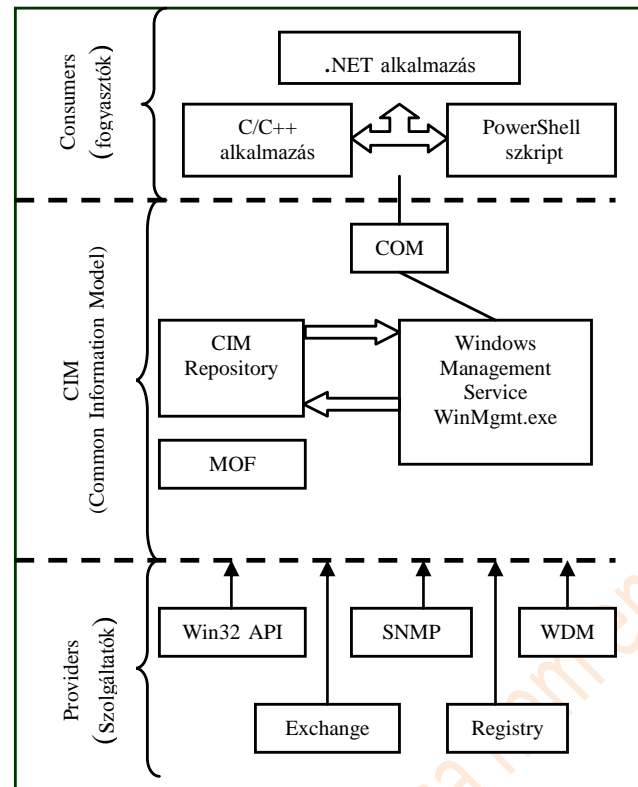 Consumers
(fogyasztók)
.NET alkalmazás
C/C++
alkalmazás
PowerShell
szkript
CIM
(Common Information Model)
COM
CIM
Repository
Windows
Management
Service
WinMgmt.exe
MOF
Providers
(Szolgáltatók)
Win32 API
SNMP
WDM
Exchange
Registry